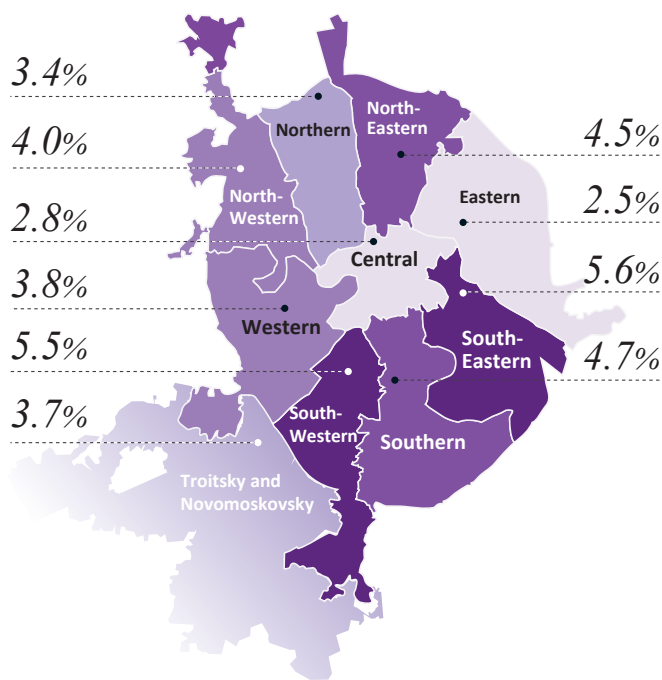 3.4%
Northern
North-
Eastern
4.0%
4.5%
North-
Western
Eastern
2.8%
2.5%
Central
3.8%
5.6%
Western
South-
Eastern
5.5%
4.7%
South-
Western
3.7%
Southern
Troitsky and
Novomoskovsky